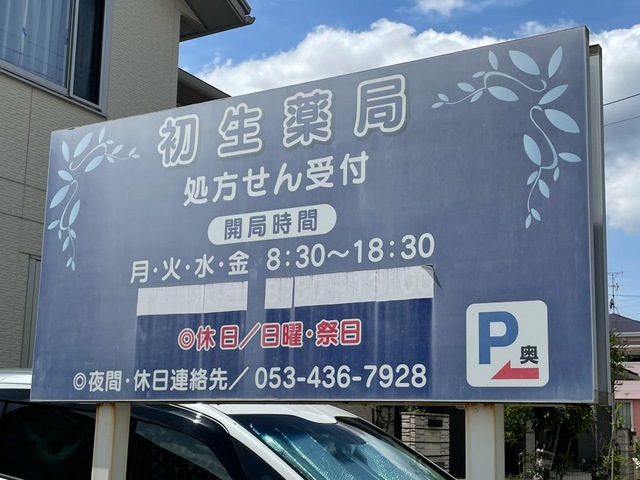 初生薬局
処方せん受付
開局時間
月・火・水・金 8:30～18:30
◎休日／日曜・祭日
◎夜間・休日連絡先／053-436-7928
P奥